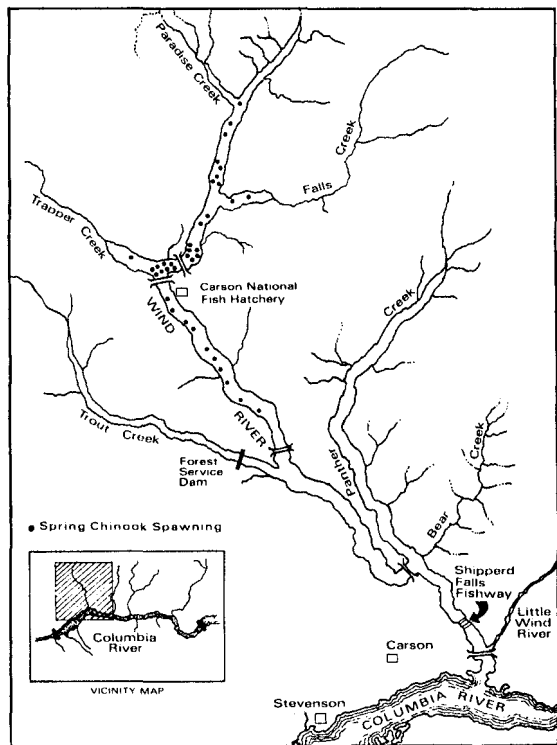 Paradise Creek
Creek
Falls
Trapper Creek
Carson National
Fish Hatchery
WIND
RIVER
Creek
Panther
Trout Creek
Forest
Service
Dam
Creek
Bear
• Spring Chinook Spawning
Shipperd
Falls
Fishway
Little
Wind
River
Columbia
River
Carson
VICINITY MAP
Stevenson
COLUMBIA RIVER